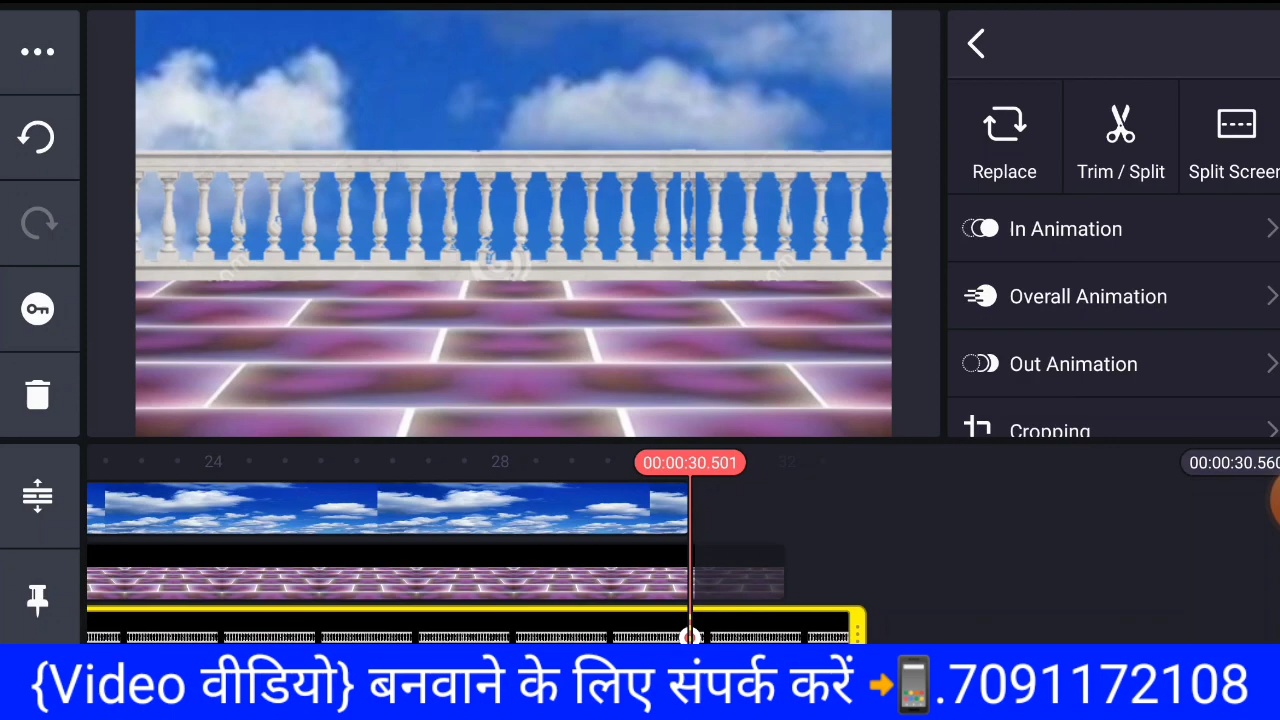 Replace
Trim / Split
Split Screen
In Animation
Overall Animation
Out Animation
Cropping
24
28
00:00:30.501
32
00:00:30.560
{Video वीडियो} बनवाने के लिए संपर्क करें ➔📱.7091172108